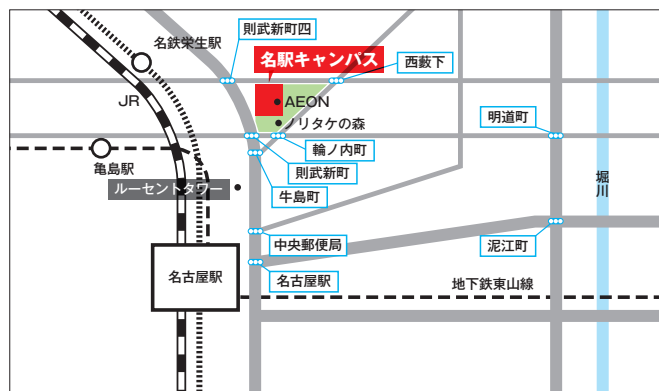 則武新町四
名鉄栄生駅
名駅キャンパス
西藪下
JR
AEON
ノリタケの森
明道町
輪ノ内町
亀島駅
則武新町
ルーセントタワー
牛島町
堀川
中央郵便局
泥江町
名古屋駅
名古屋駅
地下鉄東山線